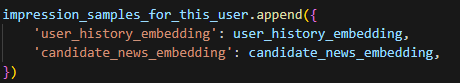 impression_samples_for_this_user.append({
    'user_history_embedding': user_history_embedding,
    'candidate_news_embedding': candidate_news_embedding,
})